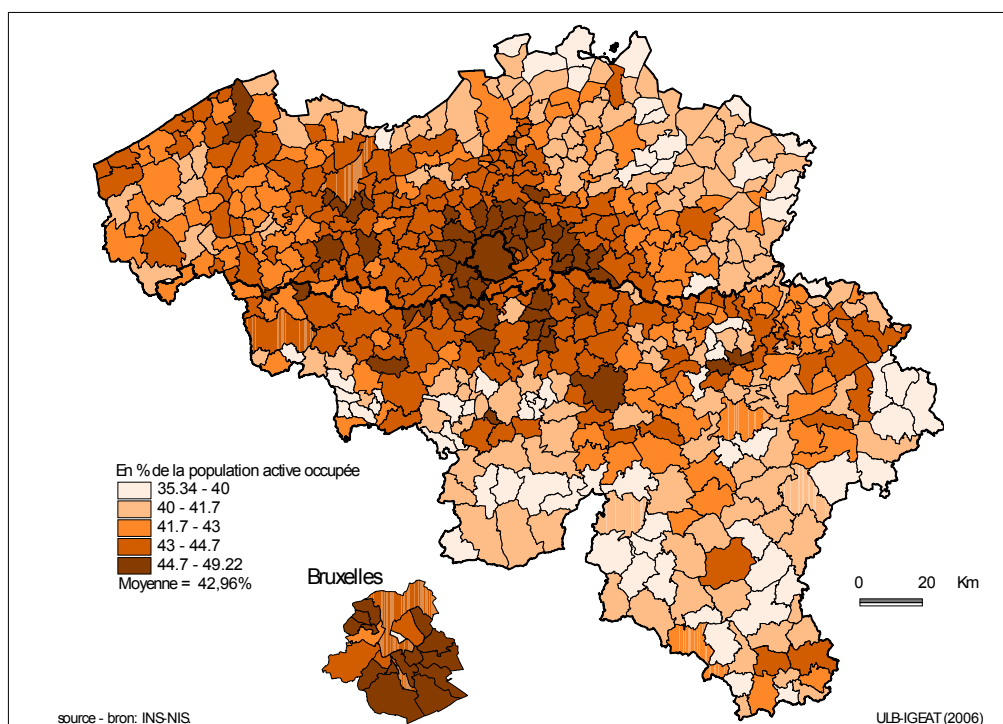 En % de la population active occupée
35.34 - 40
40 - 41.7
41.7 - 43
43 - 44.7
44.7 - 49.22
Moyenne = 42,96%
Bruxelles
0 20 Km
source - bron: INS-NIS.
ULB-IGEAT (2006)